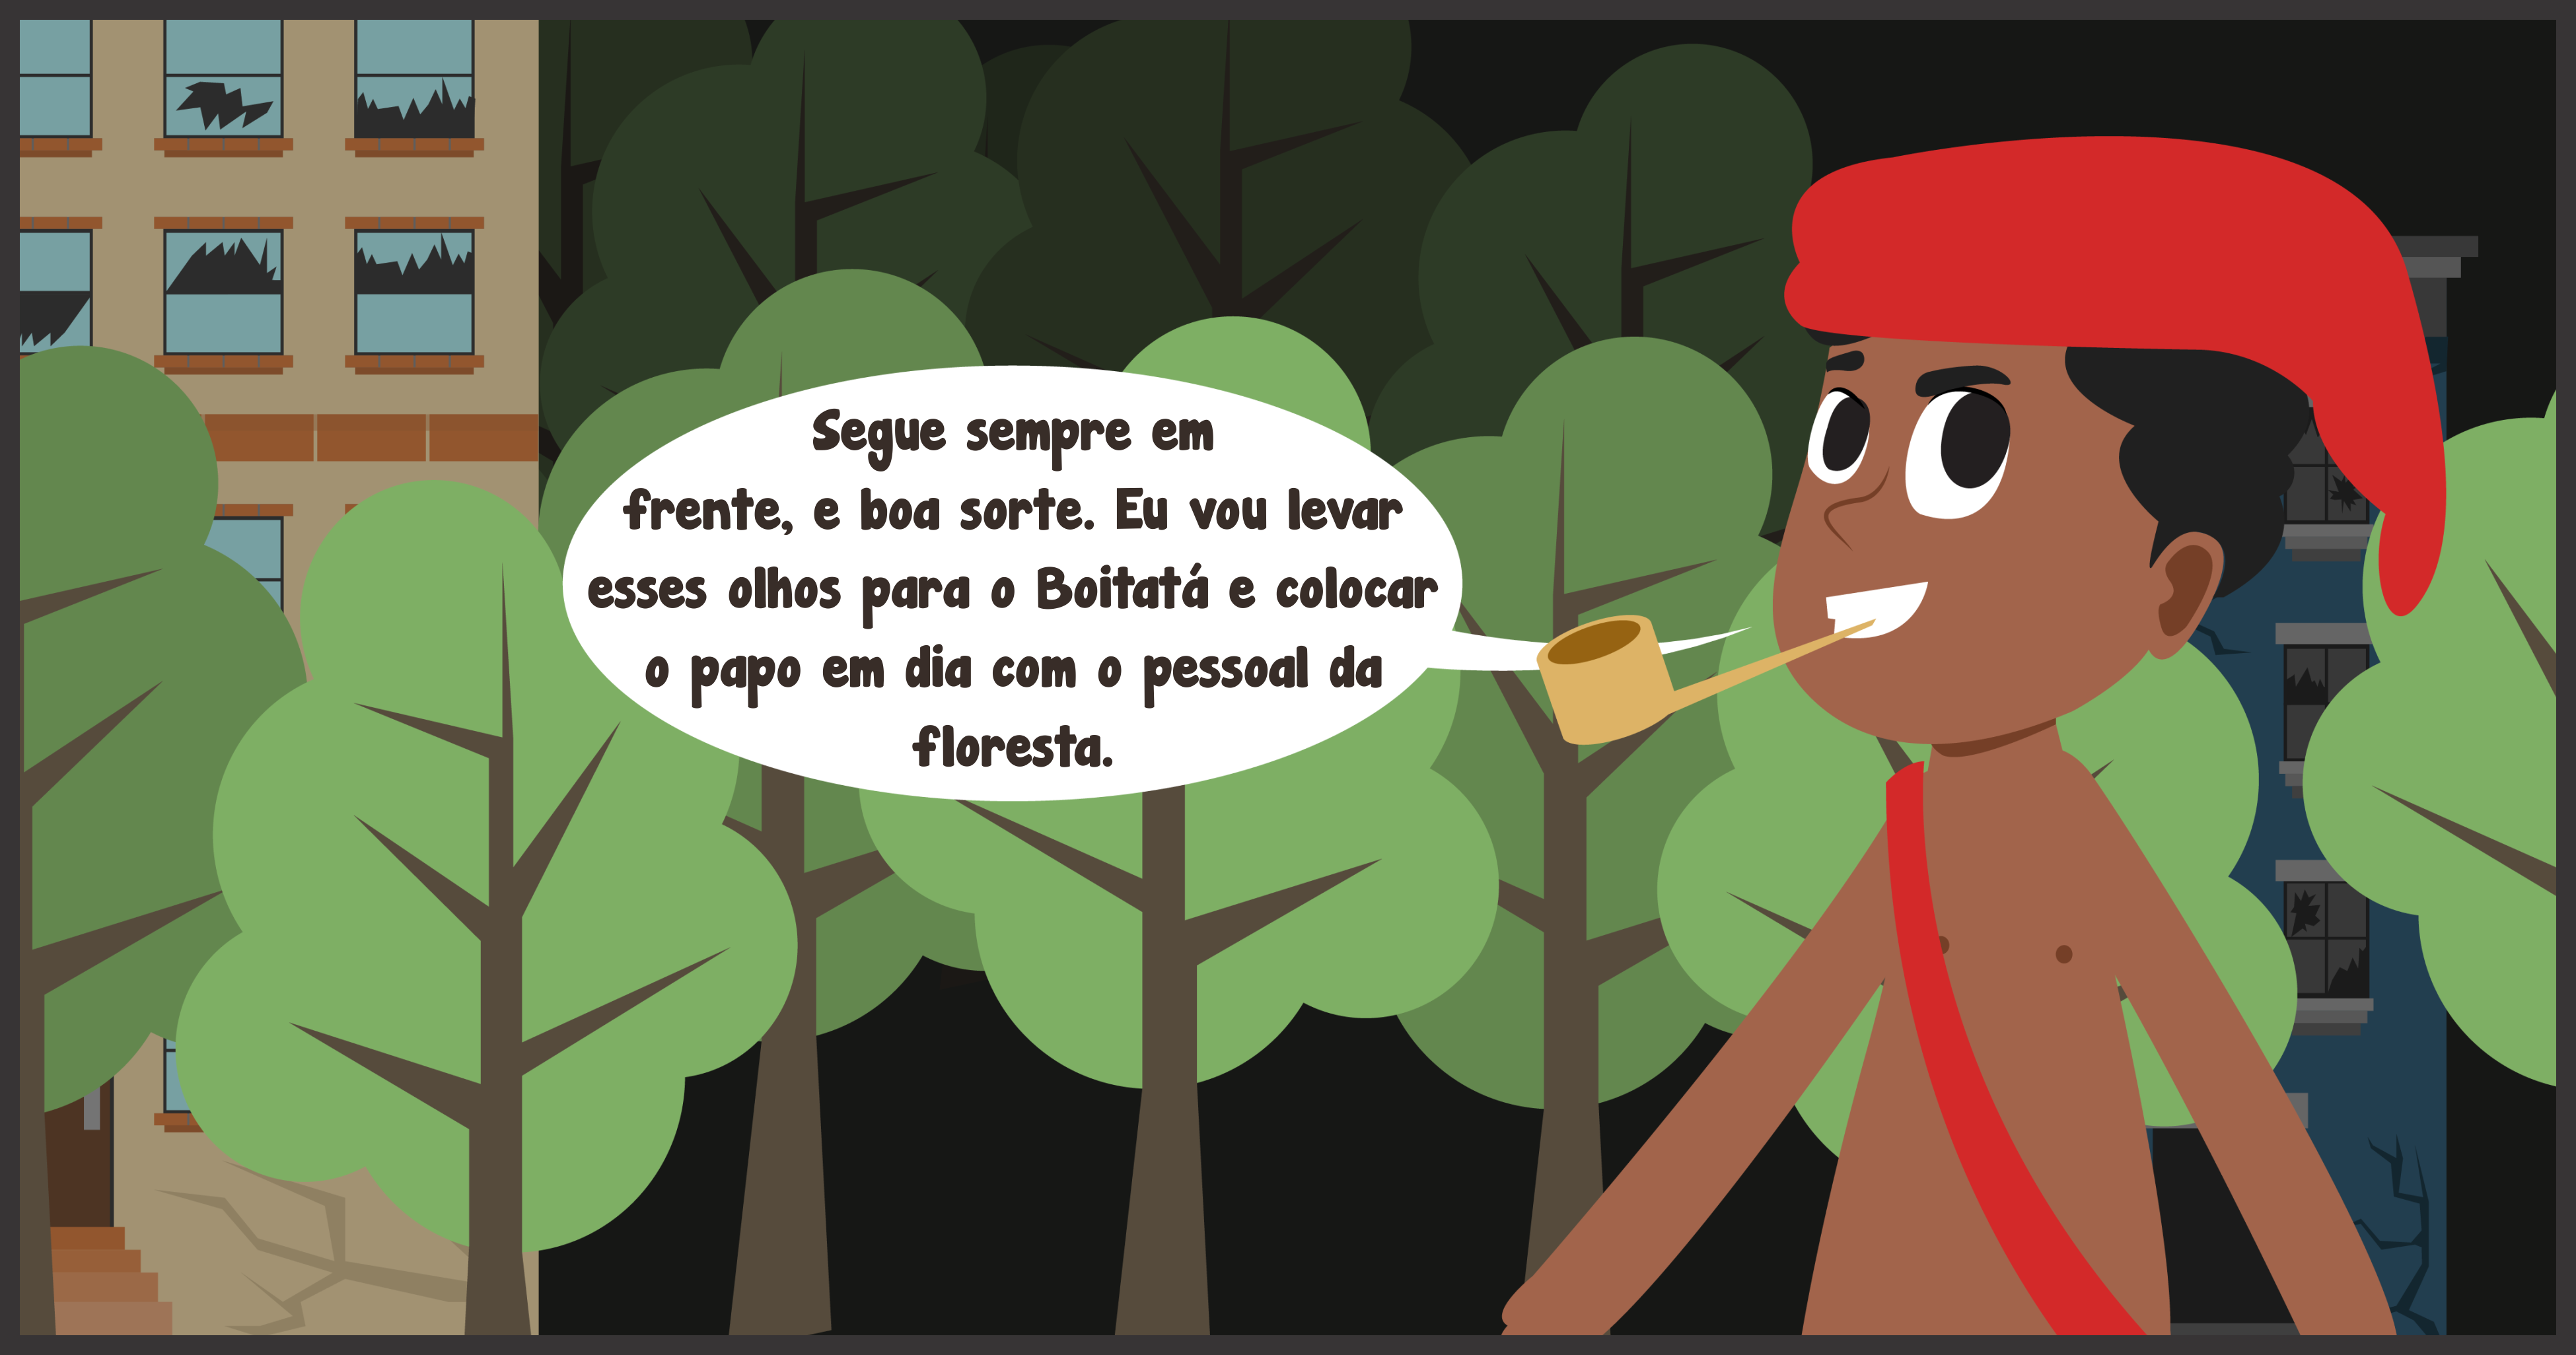 Segue sempre em
frente, e boa sorte. Eu vou levar
esses olhos para o Boitatá e colocar
o papo em dia com o pessoal da
floresta.